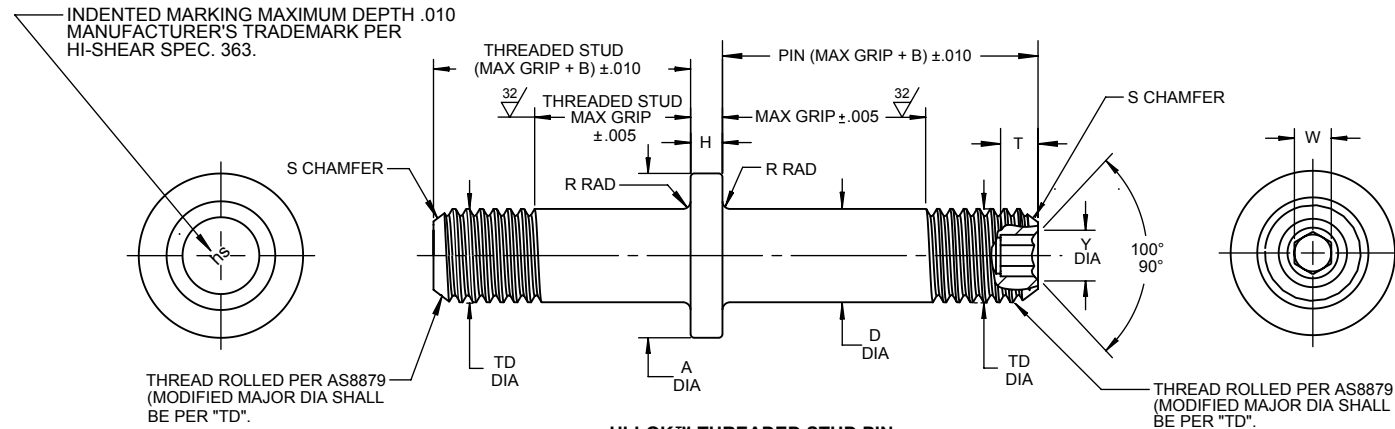 INDENTED MARKING MAXIMUM DEPTH .010
MANUFACTURER'S TRADEMARK PER
HI-SHEAR SPEC. 363.
THREADED STUD
(MAX GRIP + B) ±.010
PIN (MAX GRIP + B) ±.010
32
THREADED STUD
MAX GRIP
±.005
H
MAX GRIP ±.005
32
T
S CHAMFER
W
S CHAMFER
R RAD
R RAD
hs
Y
DIA
100°
90°
TD
DIA
A
DIA
D
DIA
TD
DIA
THREAD ROLLED PER AS8879
(MODIFIED MAJOR DIA SHALL
BE PER "TD".
THREAD ROLLED PER AS8879
(MODIFIED MAJOR DIA SHALL
BE PER "TD".